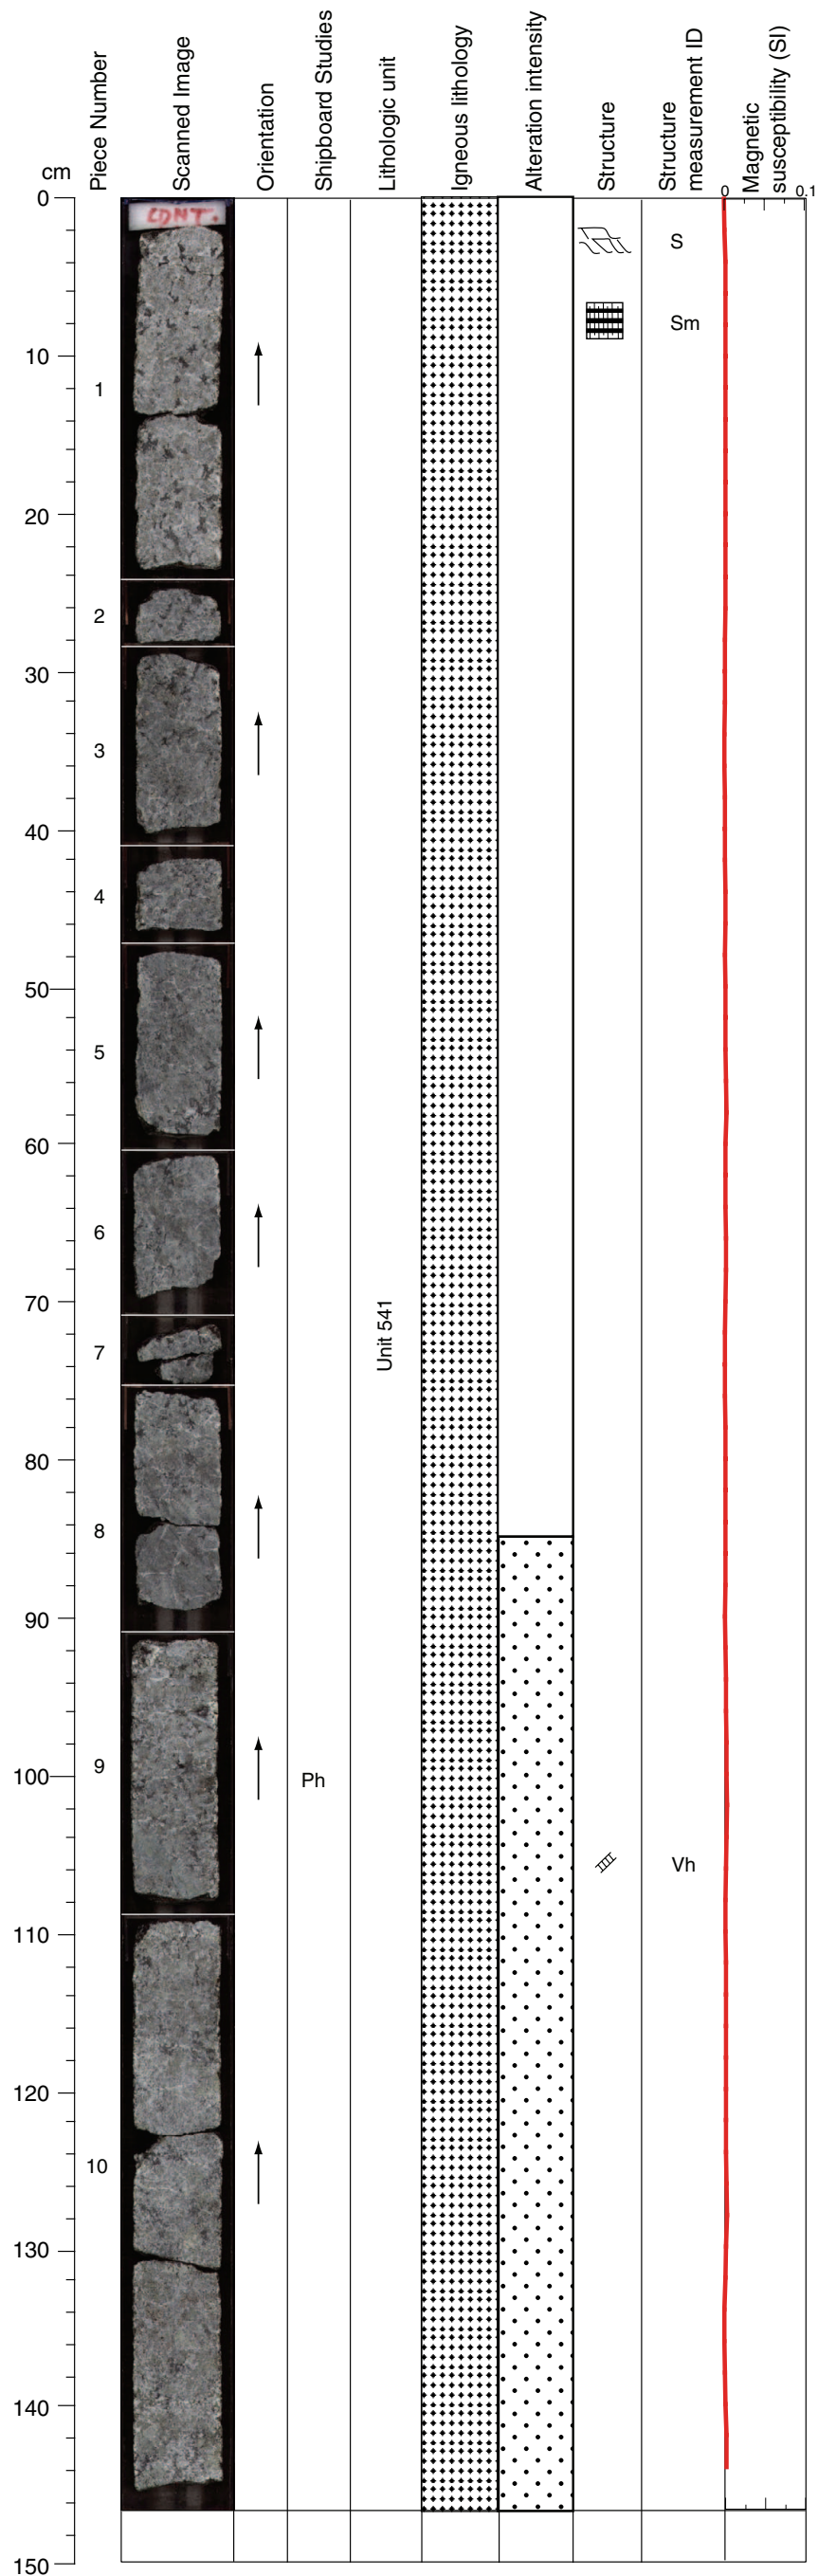 cm
Piece Number
Scanned Image
Orientation
Shipboard Studies
Lithologic unit
Igneous lithology
Alteration intensity
Structure
Structure
measurement ID
Magnetic
susceptibility (SI)
0
0.1
0
CONT.
S
Sm
10
1
20
2
30
3
40
4
50
5
60
6
70
Unit 541
7
80
8
90
9
100
Ph
Vh
110
120
10
130
140
150